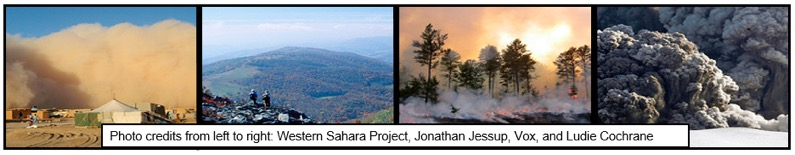 Photo credits from left to right: Western Sahara Project, Jonathan Jessup, Vox, and Ludie Cochrane